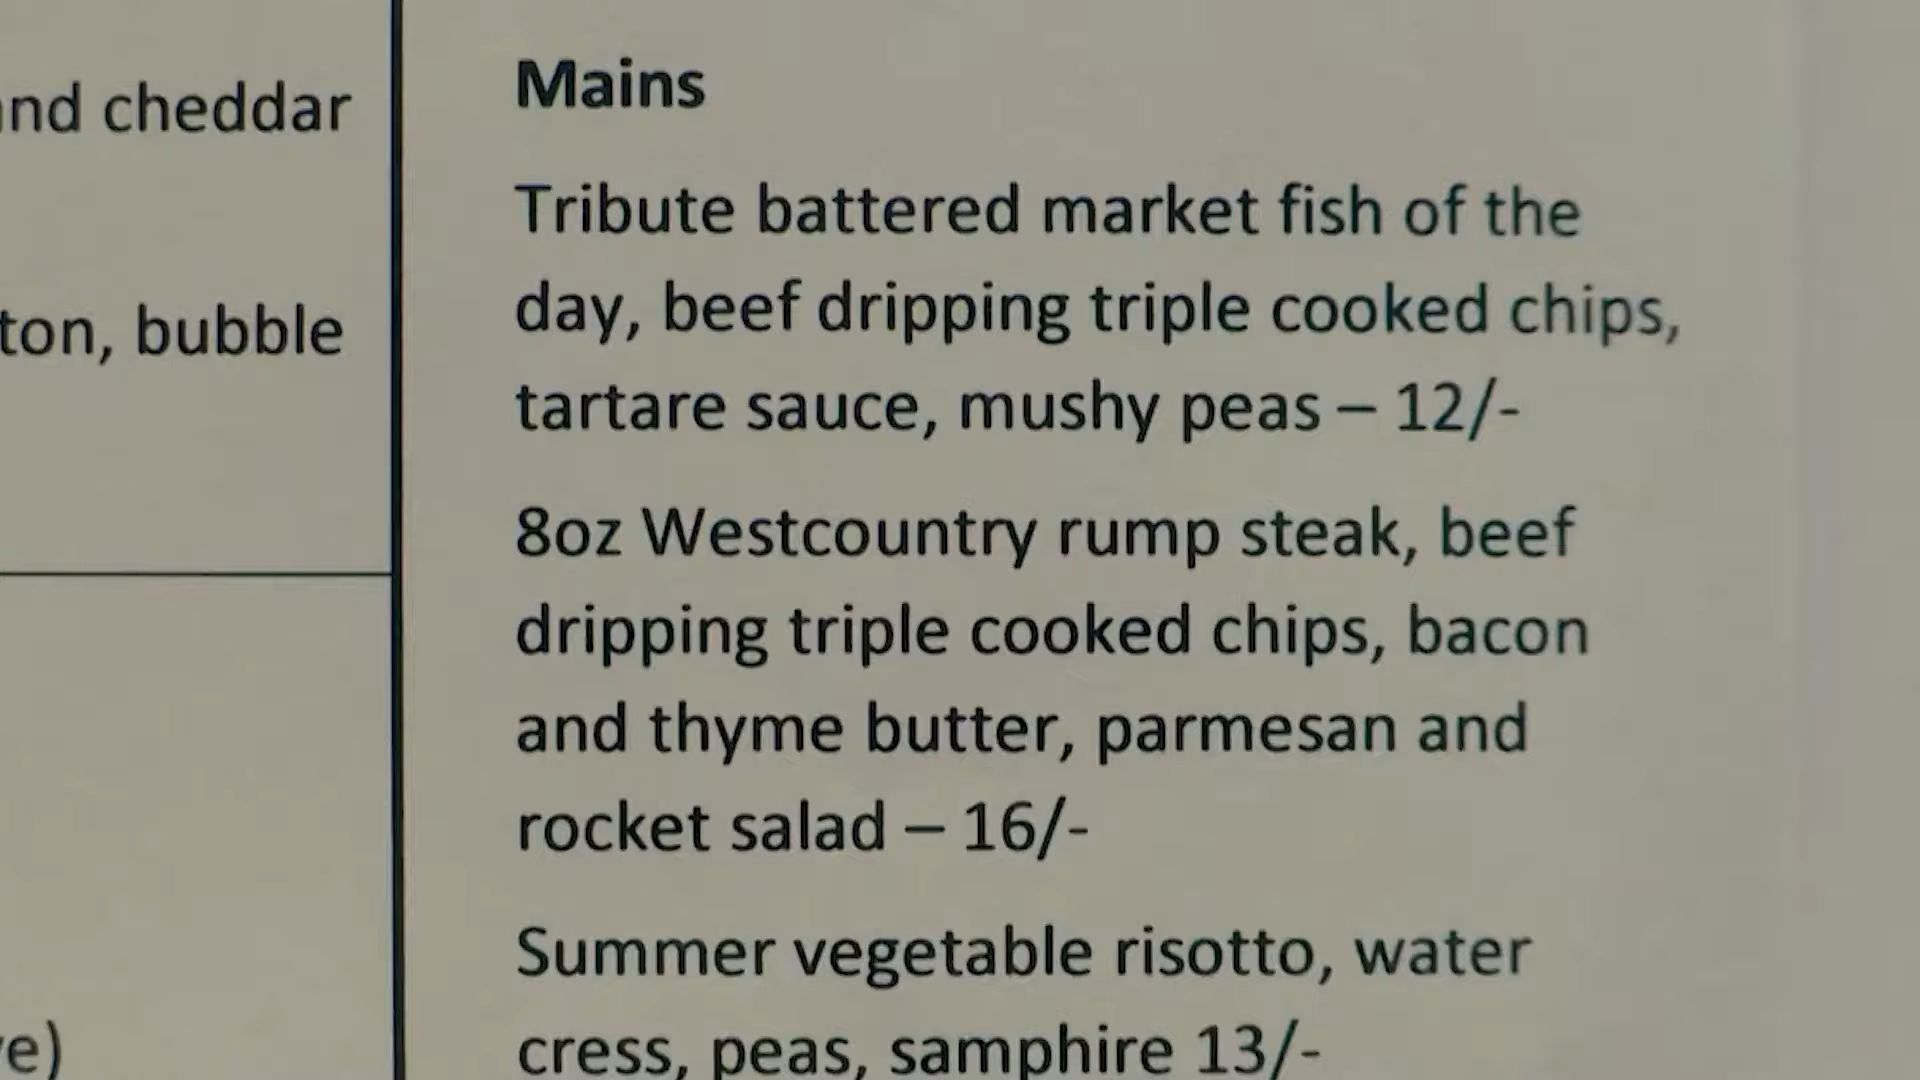 and cheddar
bubble
Mains
Tribute battered market fish of the
day, beef dripping triple cooked chips,
tartare sauce, mushy peas – 12/-
8oz Westcountry rump steak, beef
dripping triple cooked chips, bacon
and thyme butter, parmesan and
rocket salad – 16/-
Summer vegetable risotto, water
cress, peas, samphire 13/-